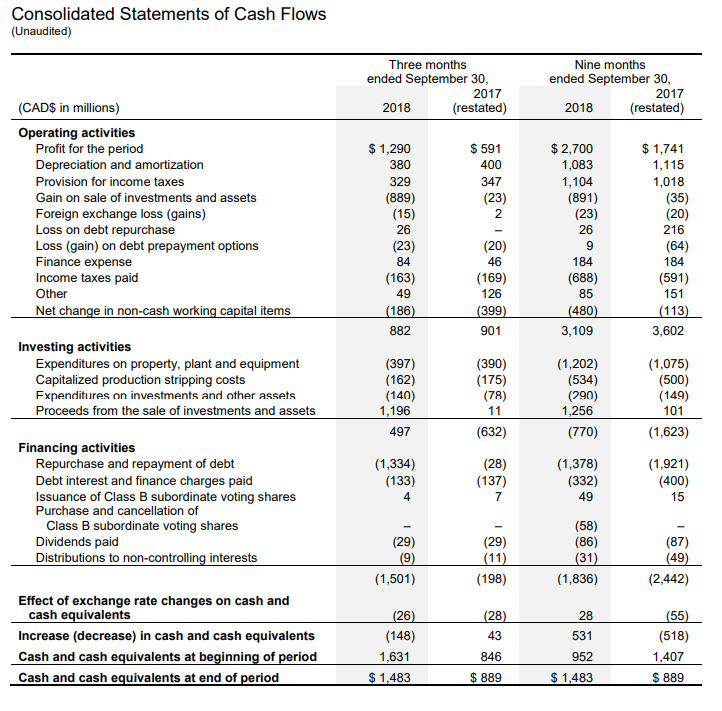 Consolidated Statements of Cash Flows
(Unaudited)
Three months Nine months
ended September 30, ended September 30,
2017 2017
(CAD$ in millions) 2018 (restated) 2018 (restated)
Operating activities
Profit for the period $ 1,290 $ 591 $ 2,700 $ 1,741
Depreciation and amortization 380 400 1,083 1,115
Provision for income taxes 329 347 1,104 1,018
Gain on sale of investments and assets (889) (23) (891) (35)
Foreign exchange loss (gains) (15) 2 (23) (20)
Loss on debt repurchase 26 – 26 216
Loss (gain) on debt prepayment options (23) (20) 9 (64)
Finance expense 84 46 184 184
Income taxes paid (163) (169) (688) (591)
Other 49 126 85 151
Net change in non-cash working capital items (186) (399) (480) (113)
882 901 3,109 3,602
Investing activities
Expenditures on property, plant and equipment (397) (390) (1,202) (1,075)
Capitalized production stripping costs (162) (175) (534) (500)
Expenditures on investments and other assets (140) (78) (290) (149)
Proceeds from the sale of investments and assets 1,196 11 1,256 101
497 (632) (770) (1,623)
Financing activities
Repurchase and repayment of debt (1,334) (28) (1,378) (1,921)
Debt interest and finance charges paid (133) (137) (332) (400)
Issuance of Class B subordinate voting shares 4 7 49 15
Purchase and cancellation of
Class B subordinate voting shares – – (58) –
Dividends paid (29) (29) (86) (87)
Distributions to non-controlling interests (9) (11) (31) (49)
(1,501) (198) (1,836) (2,442)
Effect of exchange rate changes on cash and
cash equivalents (26) (28) 28 (55)
Increase (decrease) in cash and cash equivalents (148) 43 531 (518)
Cash and cash equivalents at beginning of period 1,631 846 952 1,407
Cash and cash equivalents at end of period $ 1,483 $ 889 $ 1,483 $ 889